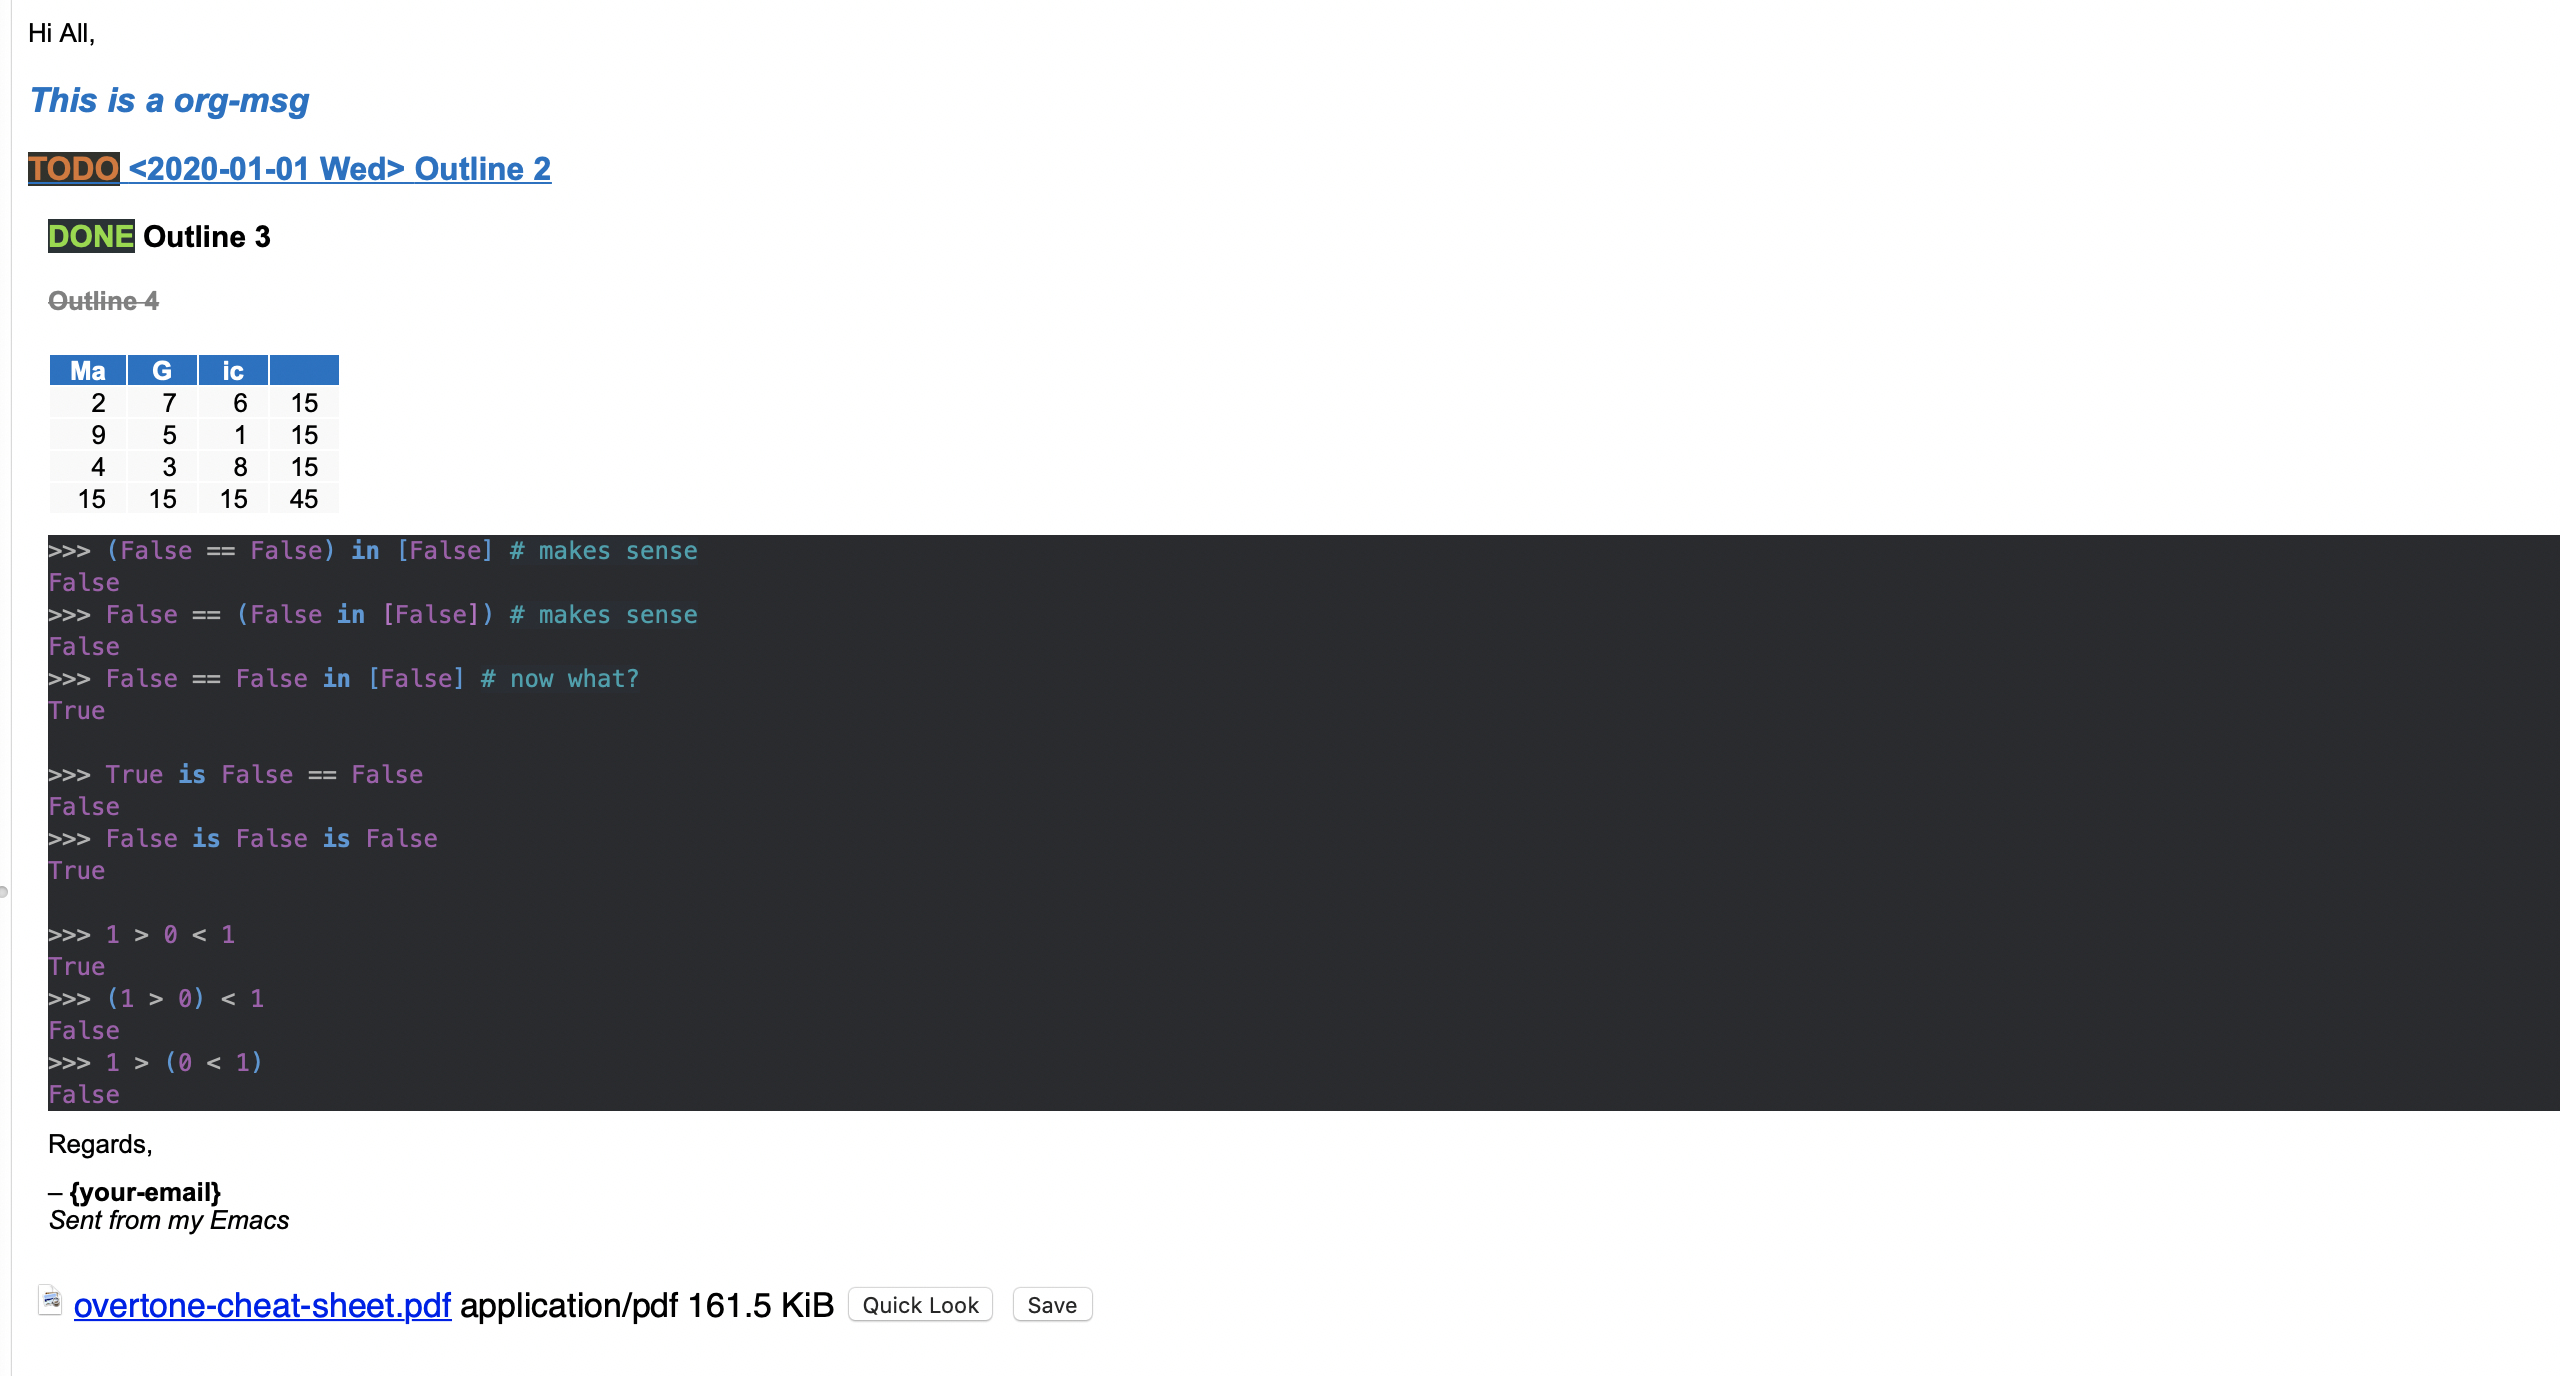 Hi All,
This is a org-msg
TODO <2020-01-01 Wed> Outline 2
DONE Outline 3
Outline 4
Ma G ic
2 7 6 15
9 5 1 15
4 3 8 15
15 15 15 45
>>> (False == False) in [False] # makes sense
False
>>> False == (False in [False]) # makes sense
False
>>> False == False in [False] # now what?
True
>>> True is False == False
False
>>> False is False is False
True
>>> 1 > 0 < 1
True
>>> (1 > 0) < 1
False
>>> 1 > (0 < 1)
False
Regards,
– {your-email}
Sent from my Emacs
overtone-cheat-sheet.pdf application/pdf 161.5 KiB Quick Look Save